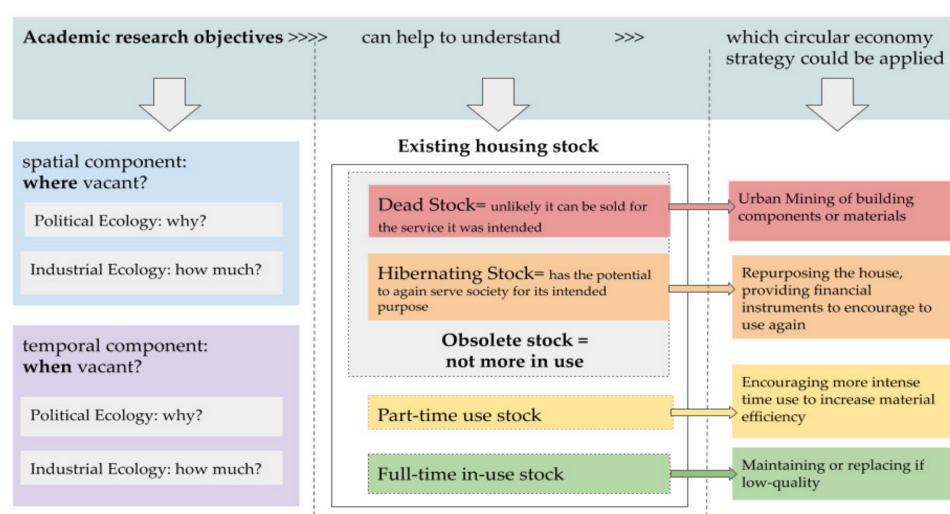 Academic research objectives >>>> can help to understand >>> which circular economy
strategy could be applied
spatial component:
where vacant?
Political Ecology: why?
Industrial Ecology: how much?
temporal component:
when vacant?
Political Ecology: why?
Industrial Ecology: how much?
Existing housing stock
Dead Stock= unlikely it can be sold for
the service it was intended
Hibernating Stock= has the potential
to again serve society for its intended
purpose
Obsolete stock =
not more in use
Part-time use stock
Full-time in-use stock
Urban Mining of building
components or materials
Repurposing the house,
providing financial
instruments to encourage to
use again
Encouraging more intense
time use to increase material
efficiency
Maintaining or replacing if
low-quality